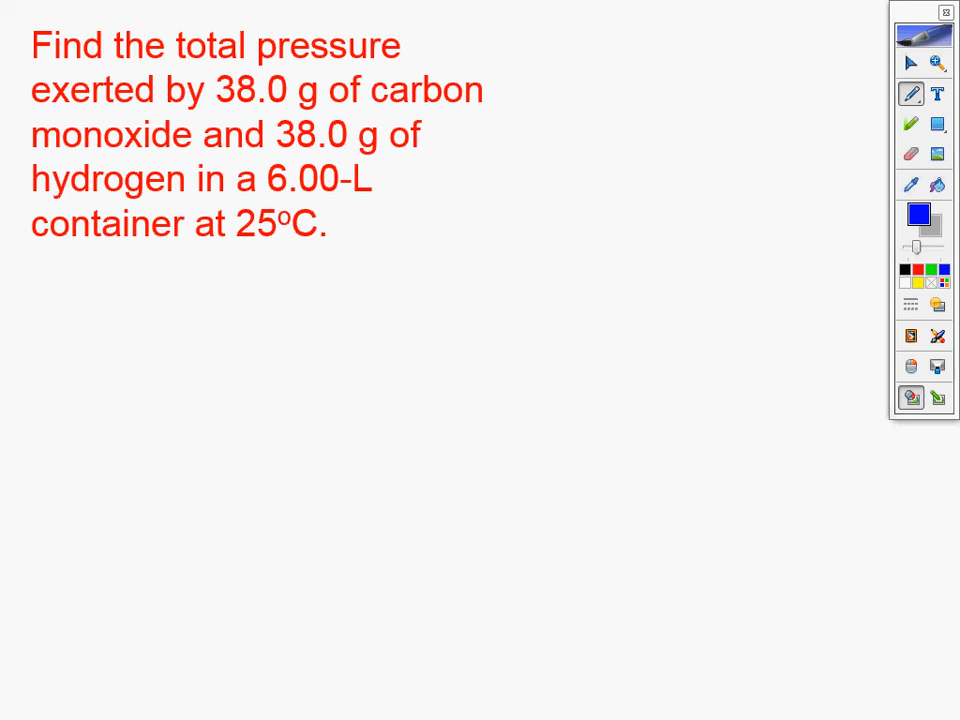 Find the total pressure
exerted by 38.0 g of carbon
monoxide and 38.0 g of
hydrogen in a 6.00-L
container at 25ºC.
T